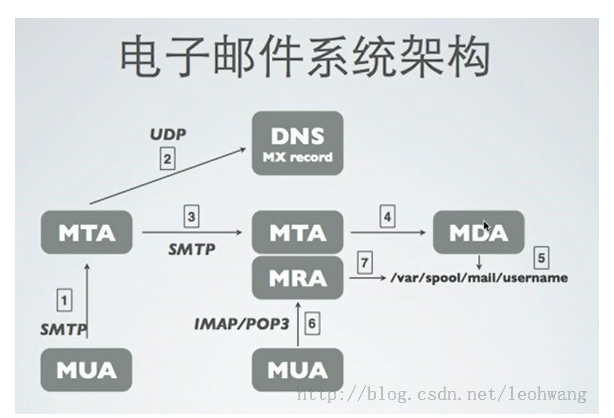 电子邮件系统架构
UDP
2
DNS
MX record
MTA
3
SMTP
MTA
4
MDA
MRA
7
5
/var/spool/mail/username
1
SMTP
IMAP/POP3
6
MUA
MUA
http://blog.csdn.net/leohwang